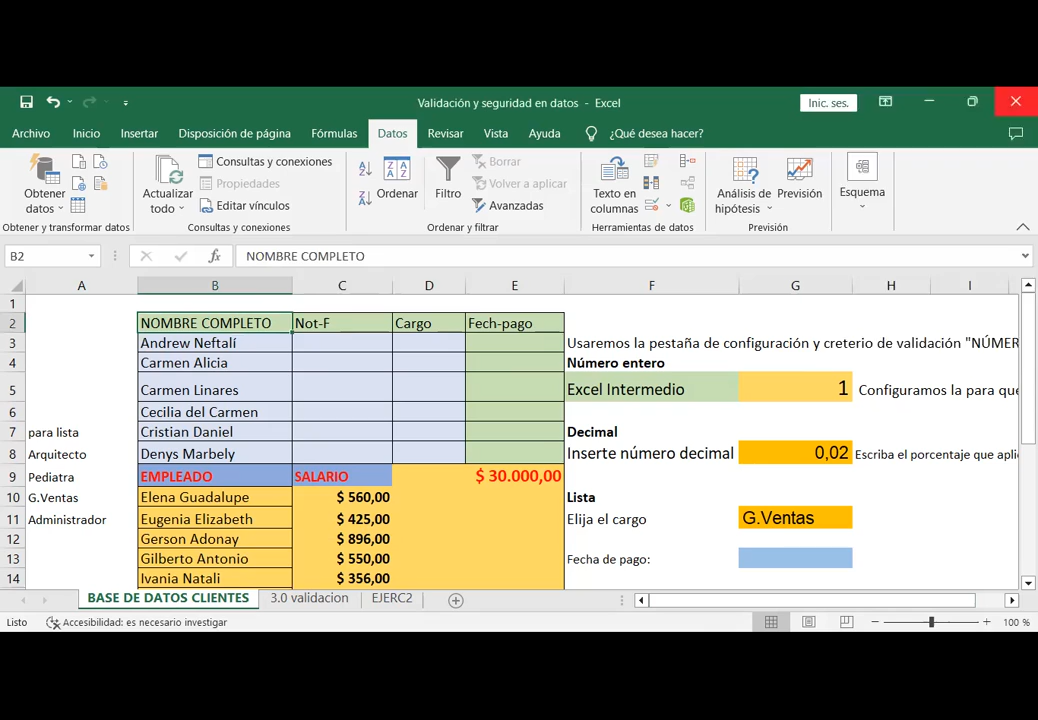 Validación y seguridad en datos - Excel
Inic. ses.
Archivo Inicio Insertar Disposición de página Fórmulas Datos Revisar Vista Ayuda ¿Qué desea hacer?
Obtener datos
Actualizar todo
Consultas y conexiones
Propiedades
Editar vínculos
Ordenar
Filtro
Borrar
Volver a aplicar
Avanzadas
Texto en columnas
Análisis de hipótesis
Previsión
Esquema
Obtener y transformar datos Consultas y conexiones Ordenar y filtrar Herramientas de datos Previsión
B2 fx NOMBRE COMPLETO
A B C D E F G H I
1
2 NOMBRE COMPLETO Not-F Cargo Fech-pago
3 Andrew Neftalí Usaremos la pestaña de configuración y creterio de validación "NÚMER
4 Carmen Alicia Número entero
5 Carmen Linares Excel Intermedio 1 Configuramos la para que
6 Cecilia del Carmen
7 para lista Cristian Daniel Decimal
8 Arquitecto Denys Marbely Inserte número decimal 0,02 Escriba el porcentaje que aplic
9 Pediatra EMPLEADO SALARIO $ 30.000,00
10 G.Ventas Elena Guadalupe $ 560,00 Lista
11 Administrador Eugenia Elizabeth $ 425,00 Elija el cargo G.Ventas
12 Gerson Adonay $ 896,00
13 Gilberto Antonio $ 550,00 Fecha de pago:
14 Ivania Natali $ 356,00
BASE DE DATOS CLIENTES 3.0 validacion EJERC2
Listo Accesibilidad: es necesario investigar 100 %